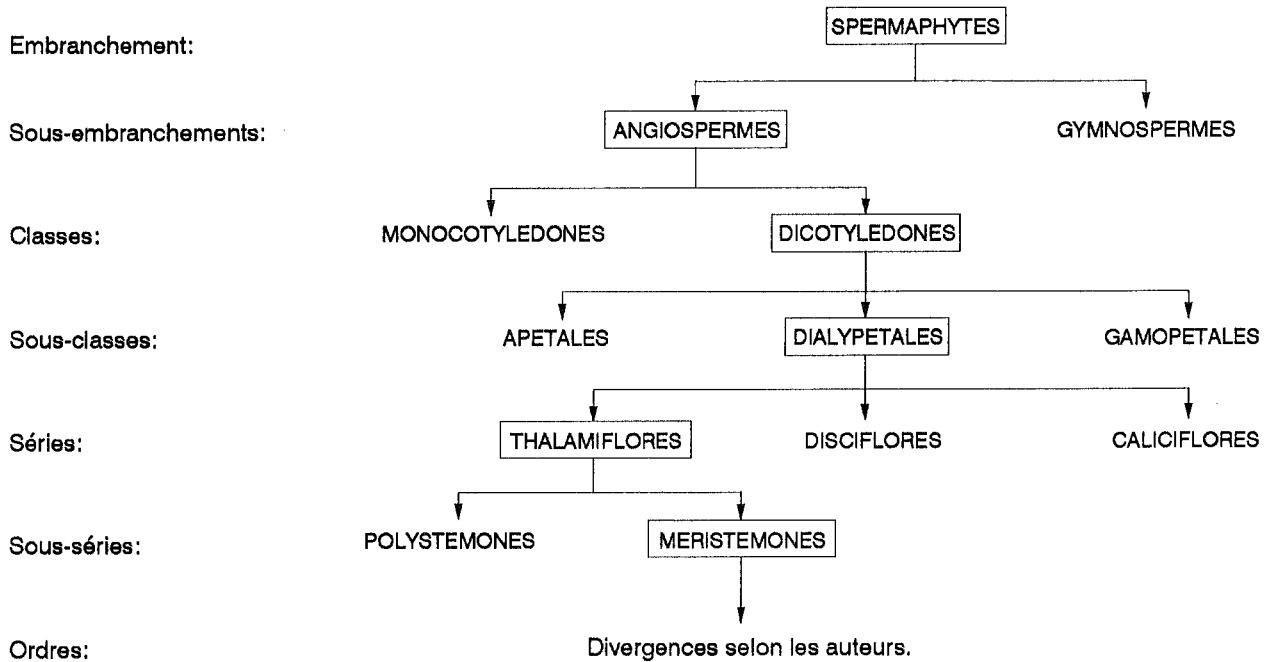 Embranchement: SPERMAPHYTES
Sous-embranchements: ANGIOSPERMES GYMNOSPERMES
Classes: MONOCOTYLEDONES DICOTYLEDONES
Sous-classes: APETALES DIALYPETALES GAMOPETALES
Séries: THALAMIFLORES DISCIFLORES CALICIFLORES
Sous-séries: POLYSTEMONES MERISTEMONES
Ordres: Divergences selon les auteurs.